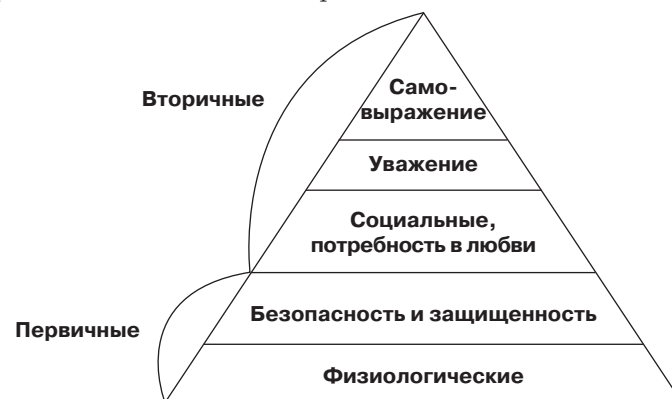 Вторичные
Само-
выражение
Уважение
Социальные,
потребность в любви
Безопасность и защищенность
Первичные
Физиологические